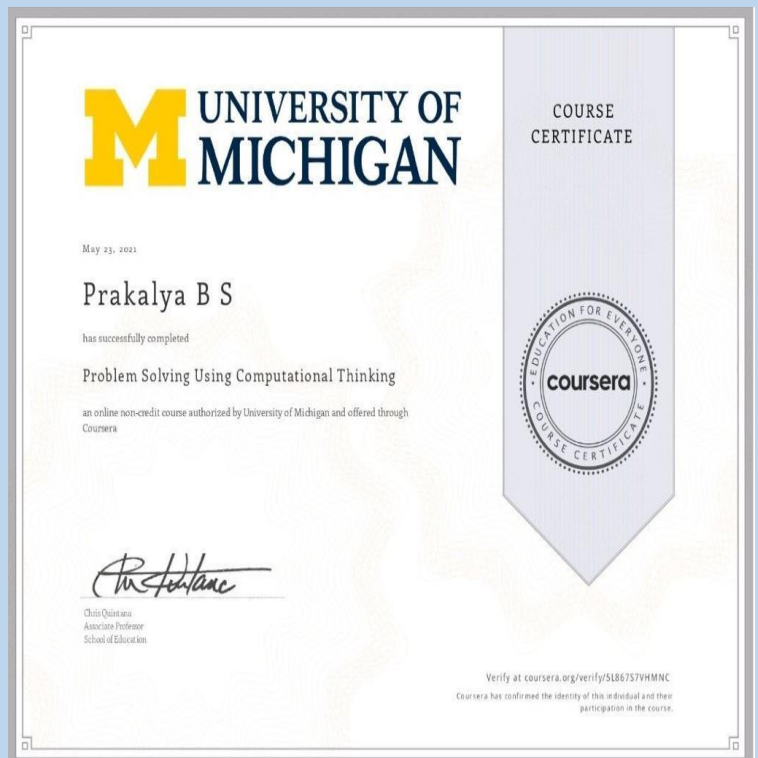 UNIVERSITY OF
MICHIGAN
COURSE
CERTIFICATE
May 23, 2021
Prakalya B S
has successfully completed
Problem Solving Using Computational Thinking
an online non-credit course authorized by University of Michigan and offered through
Coursera
EDUCATION FOR EVERYONE
coursera
COURSE CERTIFICATE
Chris Quintana
Associate Professor
School of Education
Verify at coursera.org/verify/5L867S7VHMNC
Coursera has confirmed the identity of this individual and their
participation in the course.